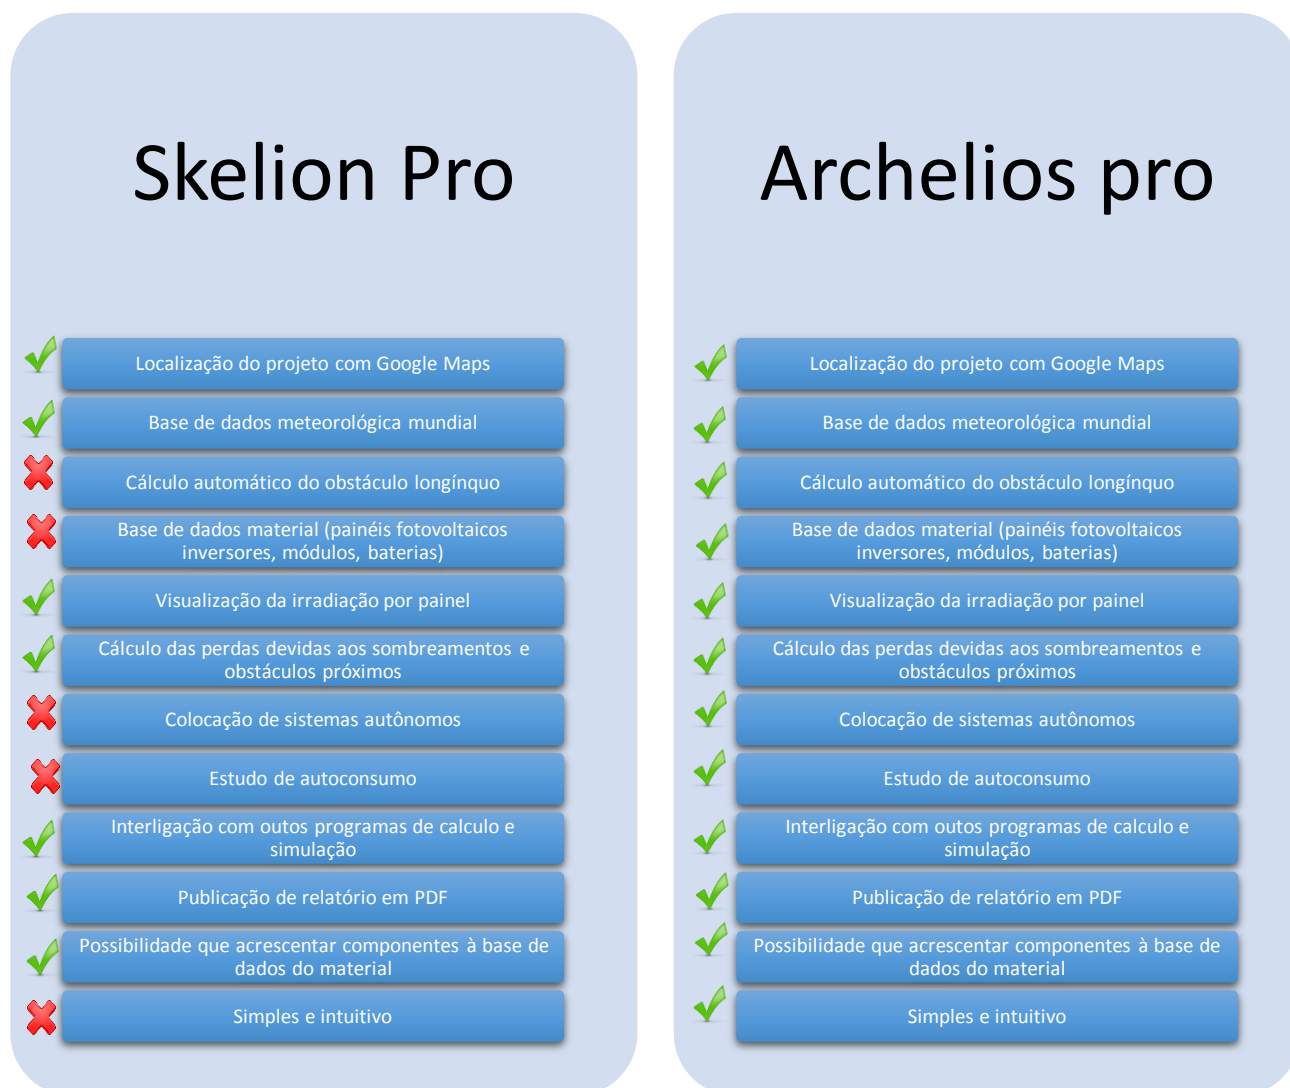 Skelion Pro
Localização do projeto com Google Maps
Base de dados meteorológica mundial
Cálculo automático do obstáculo longínquo
Base de dados material (painéis fotovoltaicos
inversores, módulos, baterias)
Visualização da irradiação por painel
Cálculo das perdas devidas aos sombreamentos e
obstáculos próximos
Colocação de sistemas autônomos
Estudo de autoconsumo
Interligação com outos programas de calculo e
simulação
Publicação de relatório em PDF
Possibilidade que acrescentar componentes à base de
dados do material
Simples e intuitivo
Archelios pro
Localização do projeto com Google Maps
Base de dados meteorológica mundial
Cálculo automático do obstáculo longínquo
Base de dados material (painéis fotovoltaicos
inversores, módulos, baterias)
Visualização da irradiação por painel
Cálculo das perdas devidas aos sombreamentos e
obstáculos próximos
Colocação de sistemas autônomos
Estudo de autoconsumo
Interligação com outos programas de calculo e
simulação
Publicação de relatório em PDF
Possibilidade que acrescentar componentes à base de
dados do material
Simples e intuitivo